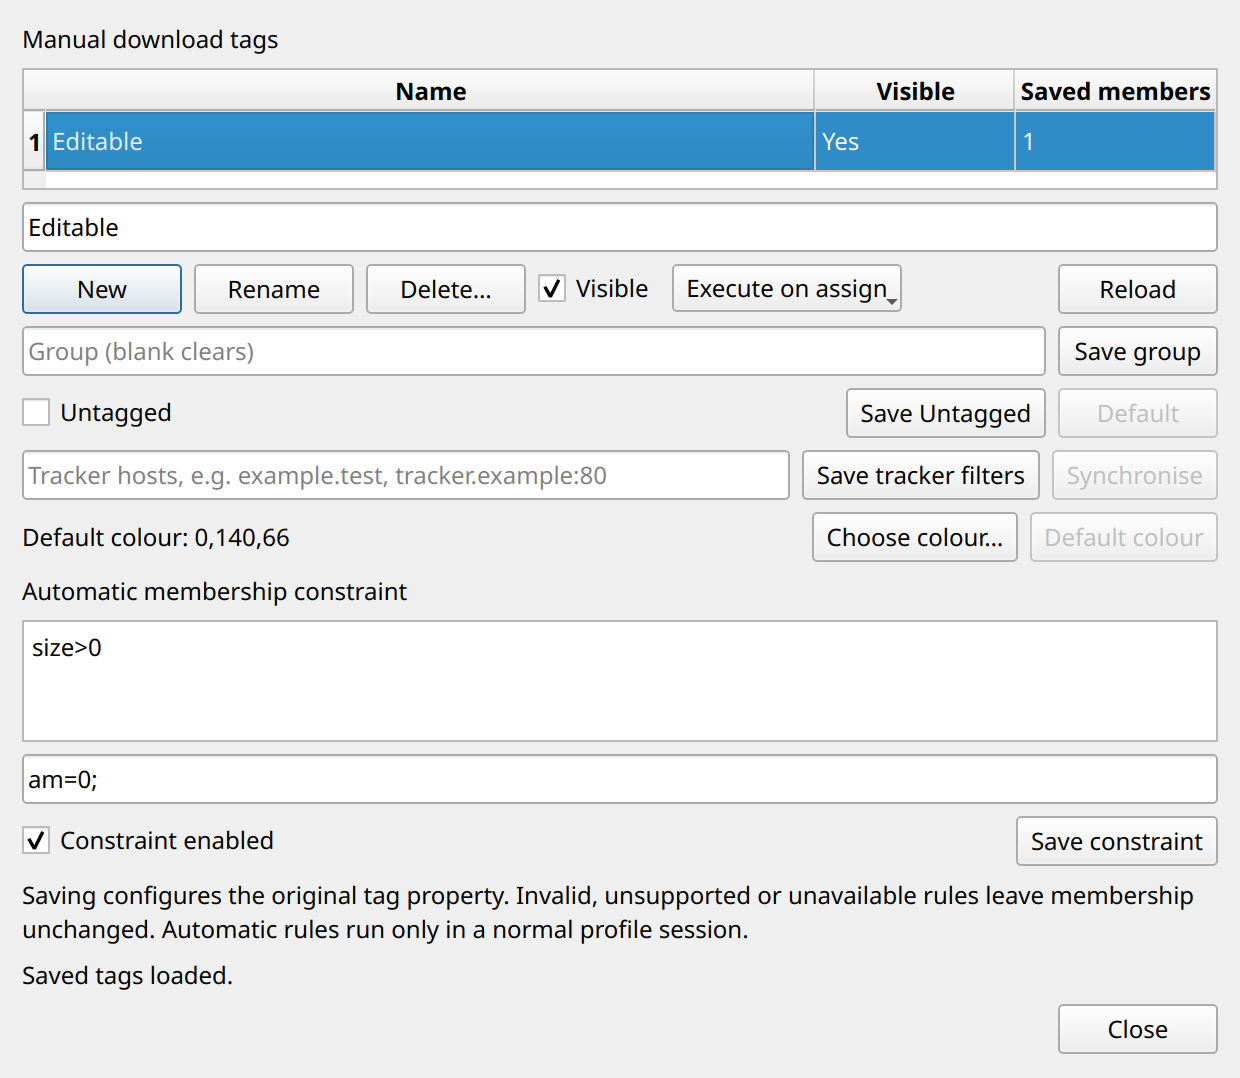 Manual download tags
Name Visible Saved members
1 Editable Yes 1
Editable
New Rename Delete... Visible Execute on assign Reload
Group (blank clears) Save group
Untagged Save Untagged Default
Tracker hosts, e.g. example.test, tracker.example:80 Save tracker filters Synchronise
Default colour: 0,140,66 Choose colour... Default colour
Automatic membership constraint
size>0
am=0;
Constraint enabled Save constraint
Saving configures the original tag property. Invalid, unsupported or unavailable rules leave membership
unchanged. Automatic rules run only in a normal profile session.
Saved tags loaded.
Close